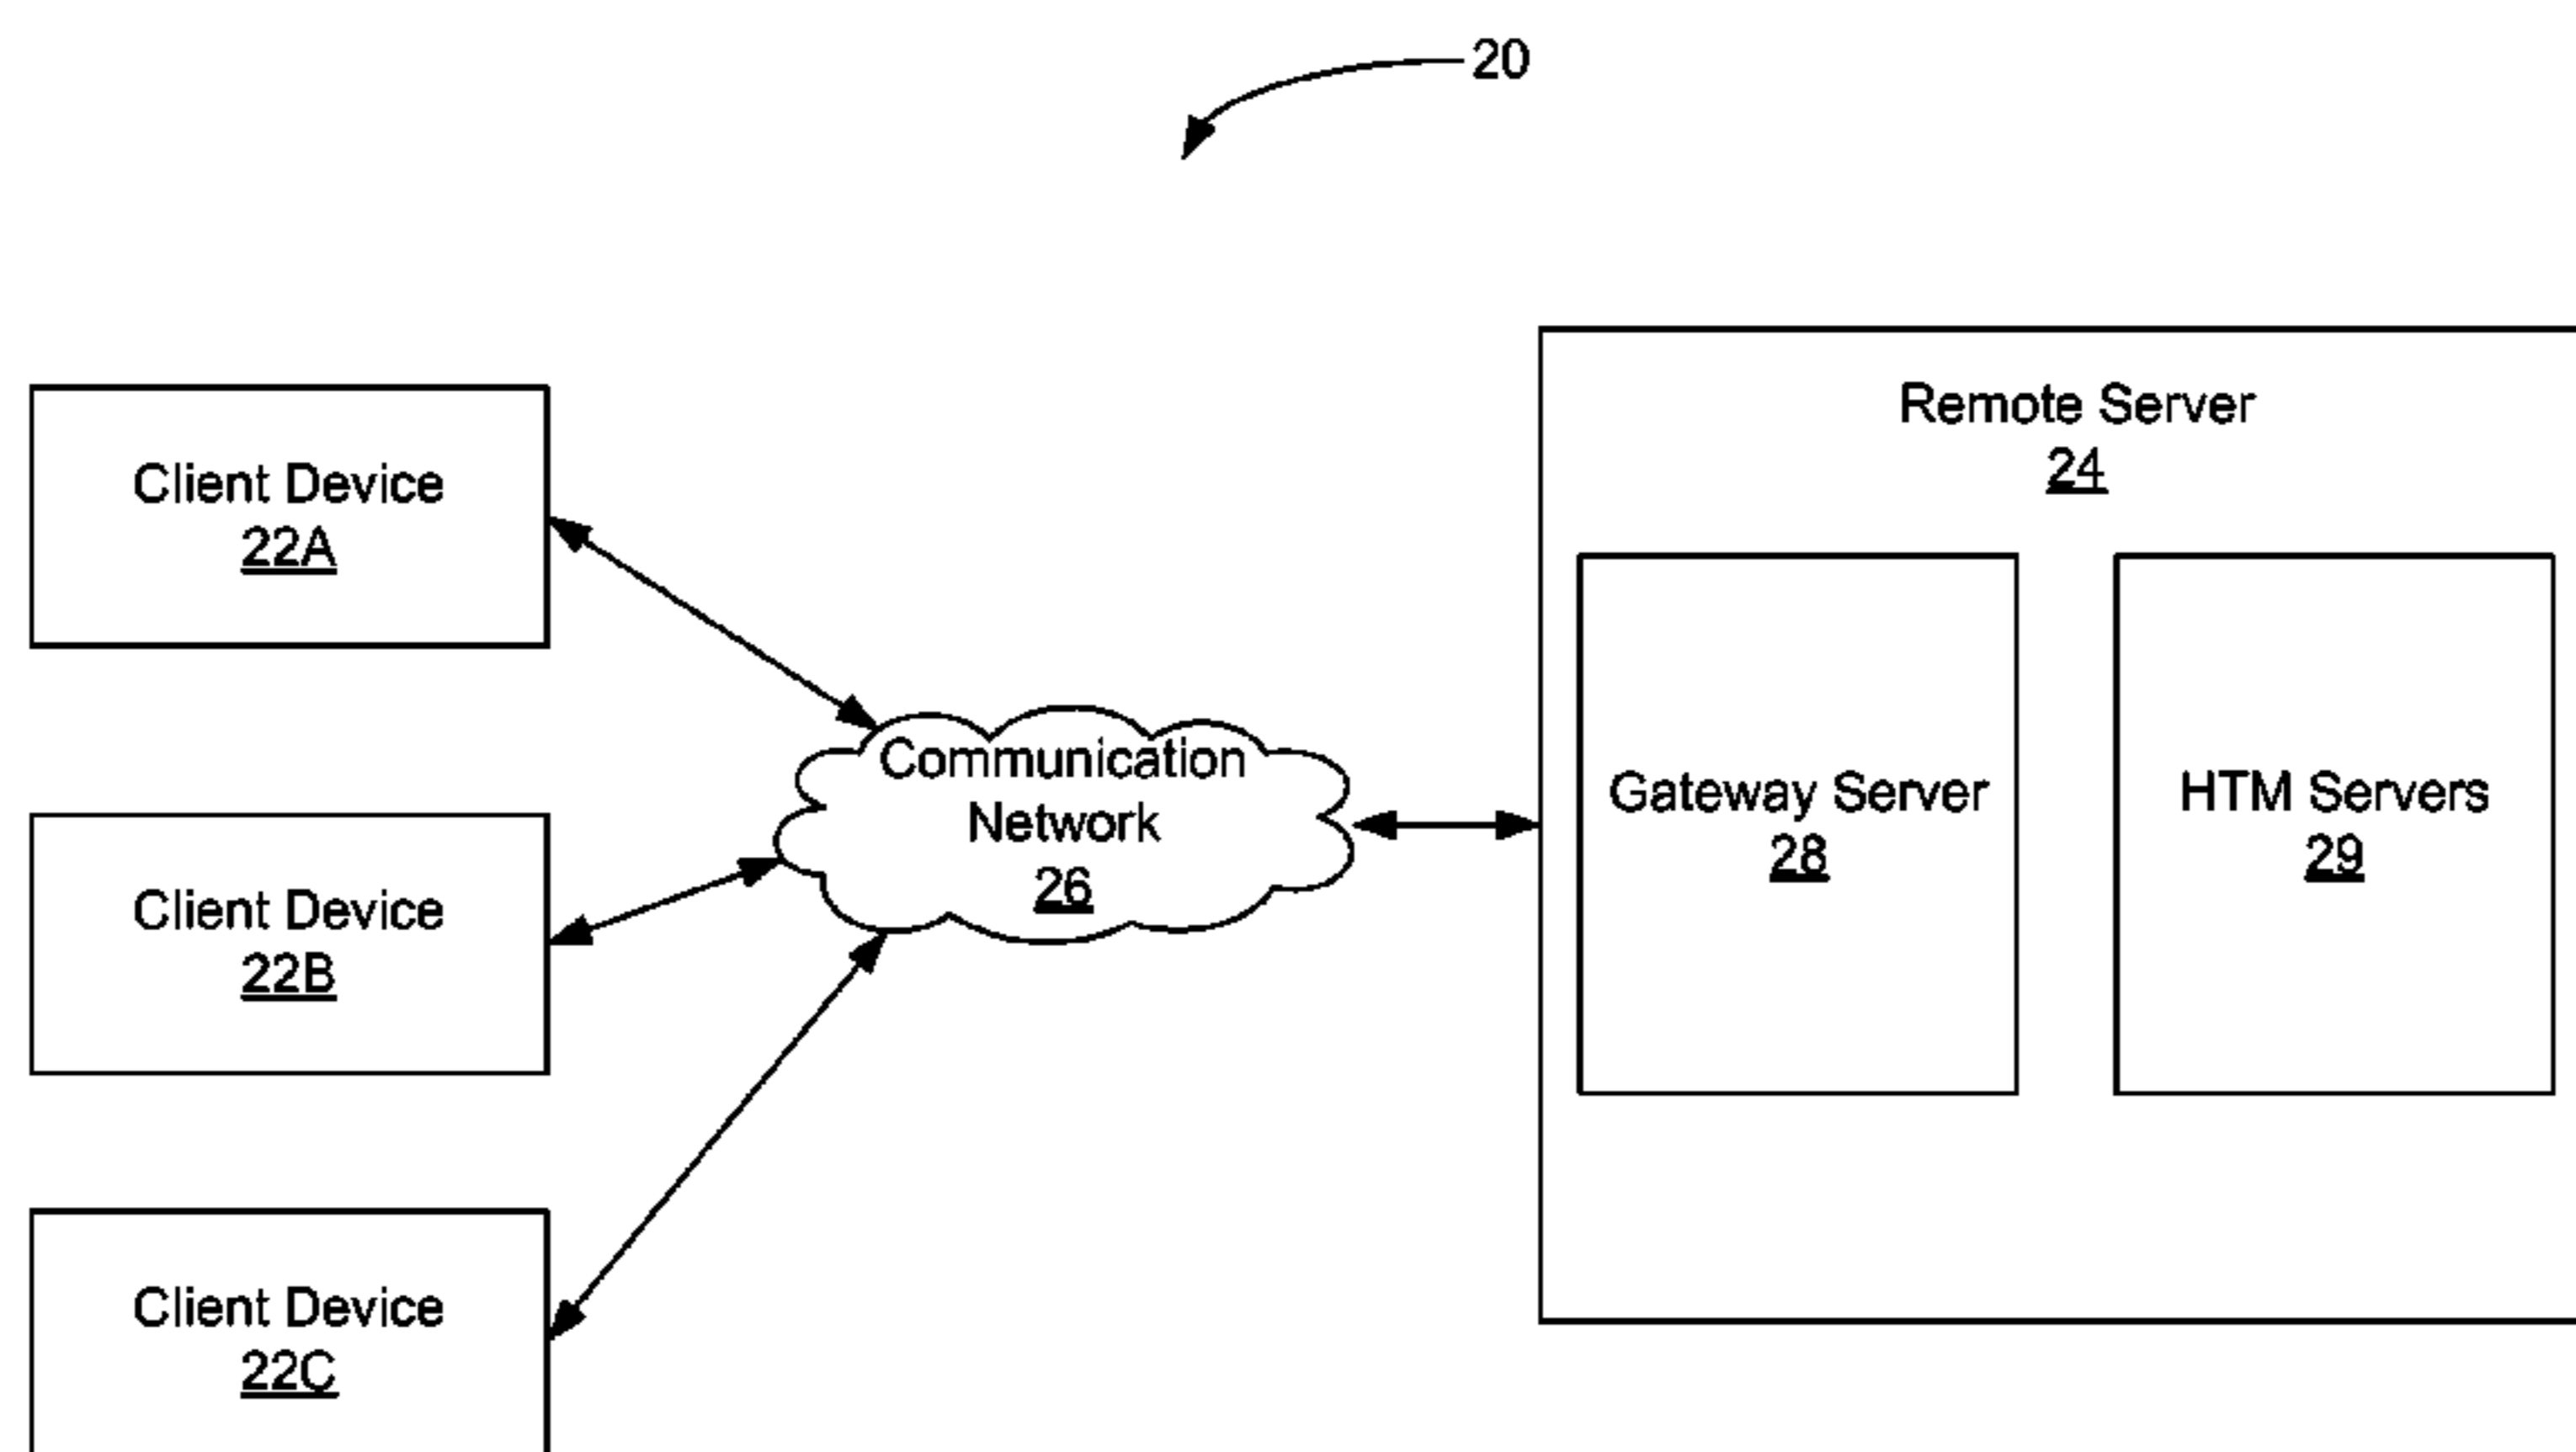 20
Client Device
22A
Client Device
22B
Client Device
22C
Communication
Network
26
Remote Server
24
Gateway Server
28
HTM Servers
29